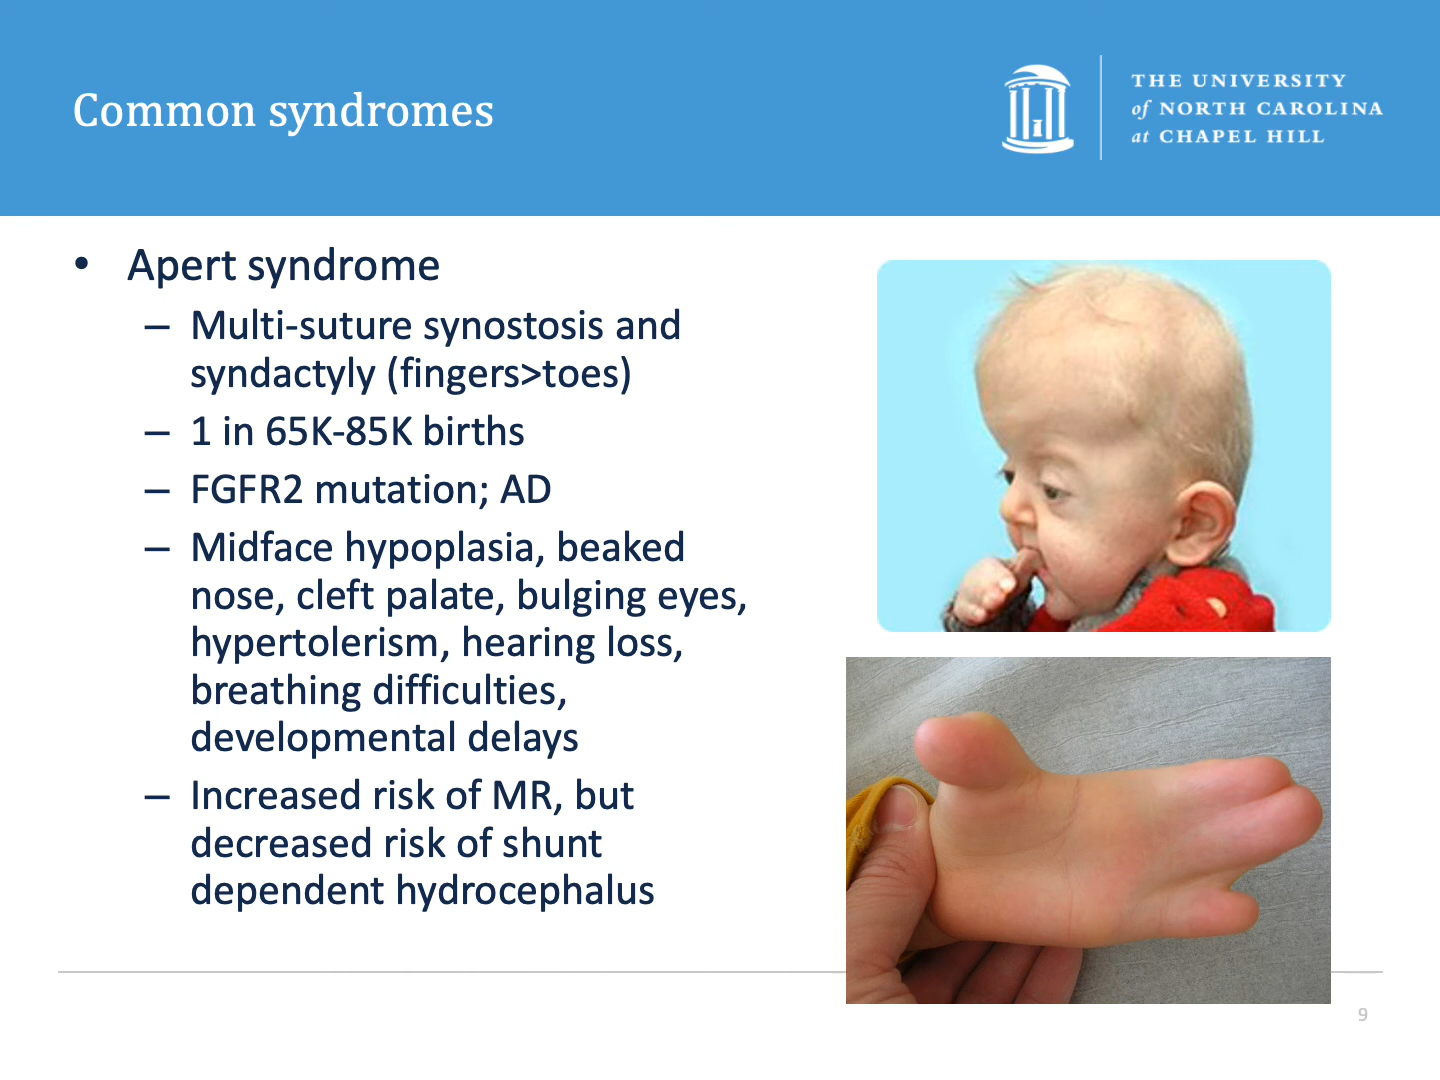 Common syndromes
THE UNIVERSITY
of NORTH CAROLINA
at CHAPEL HILL
• Apert syndrome
– Multi-suture synostosis and
syndactyly (fingers>toes)
– 1 in 65K-85K births
– FGFR2 mutation; AD
– Midface hypoplasia, beaked
nose, cleft palate, bulging eyes,
hypertolerism, hearing loss,
breathing difficulties,
developmental delays
– Increased risk of MR, but
decreased risk of shunt
dependent hydrocephalus
9